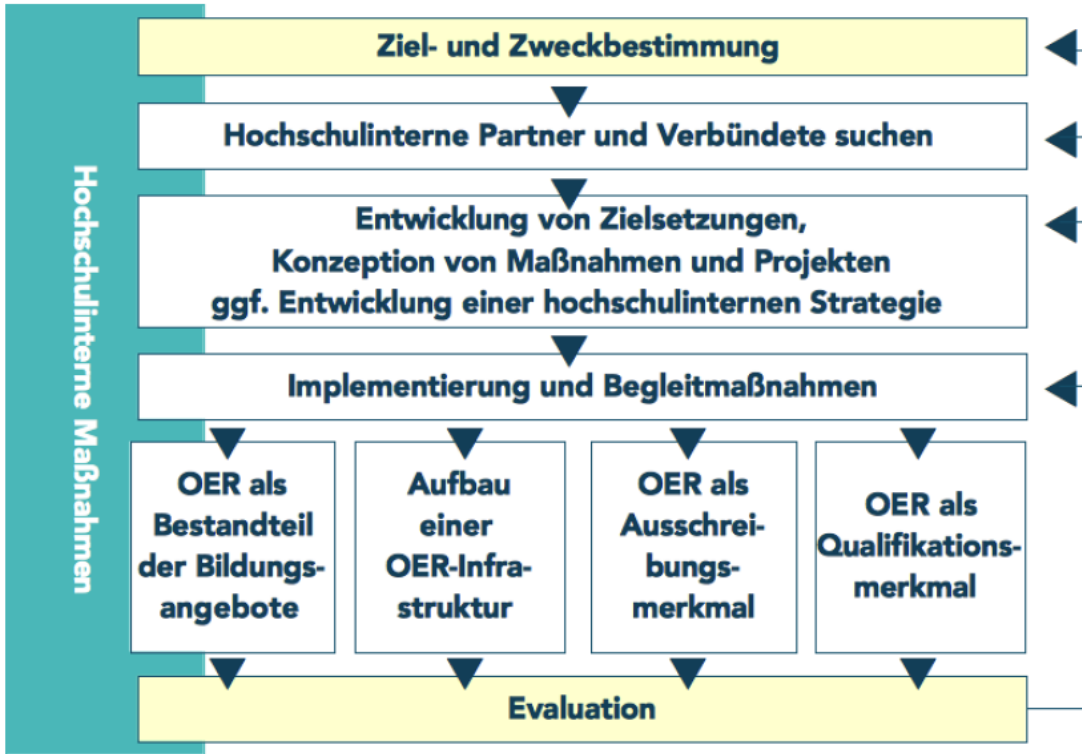 Hochschulinterne Maßnahmen
Ziel- und Zweckbestimmung
Hochschulinterne Partner und Verbündete suchen
Entwicklung von Zielsetzungen,
Konzeption von Maßnahmen und Projekten
ggf. Entwicklung einer hochschulinternen Strategie
Implementierung und Begleitmaßnahmen
OER als
Bestandteil
der Bildungs-
angebote
Aufbau
einer
OER-Infra-
struktur
OER als
Ausschrei-
bungs-
merkmal
OER als
Qualifikations-
merkmal
Evaluation